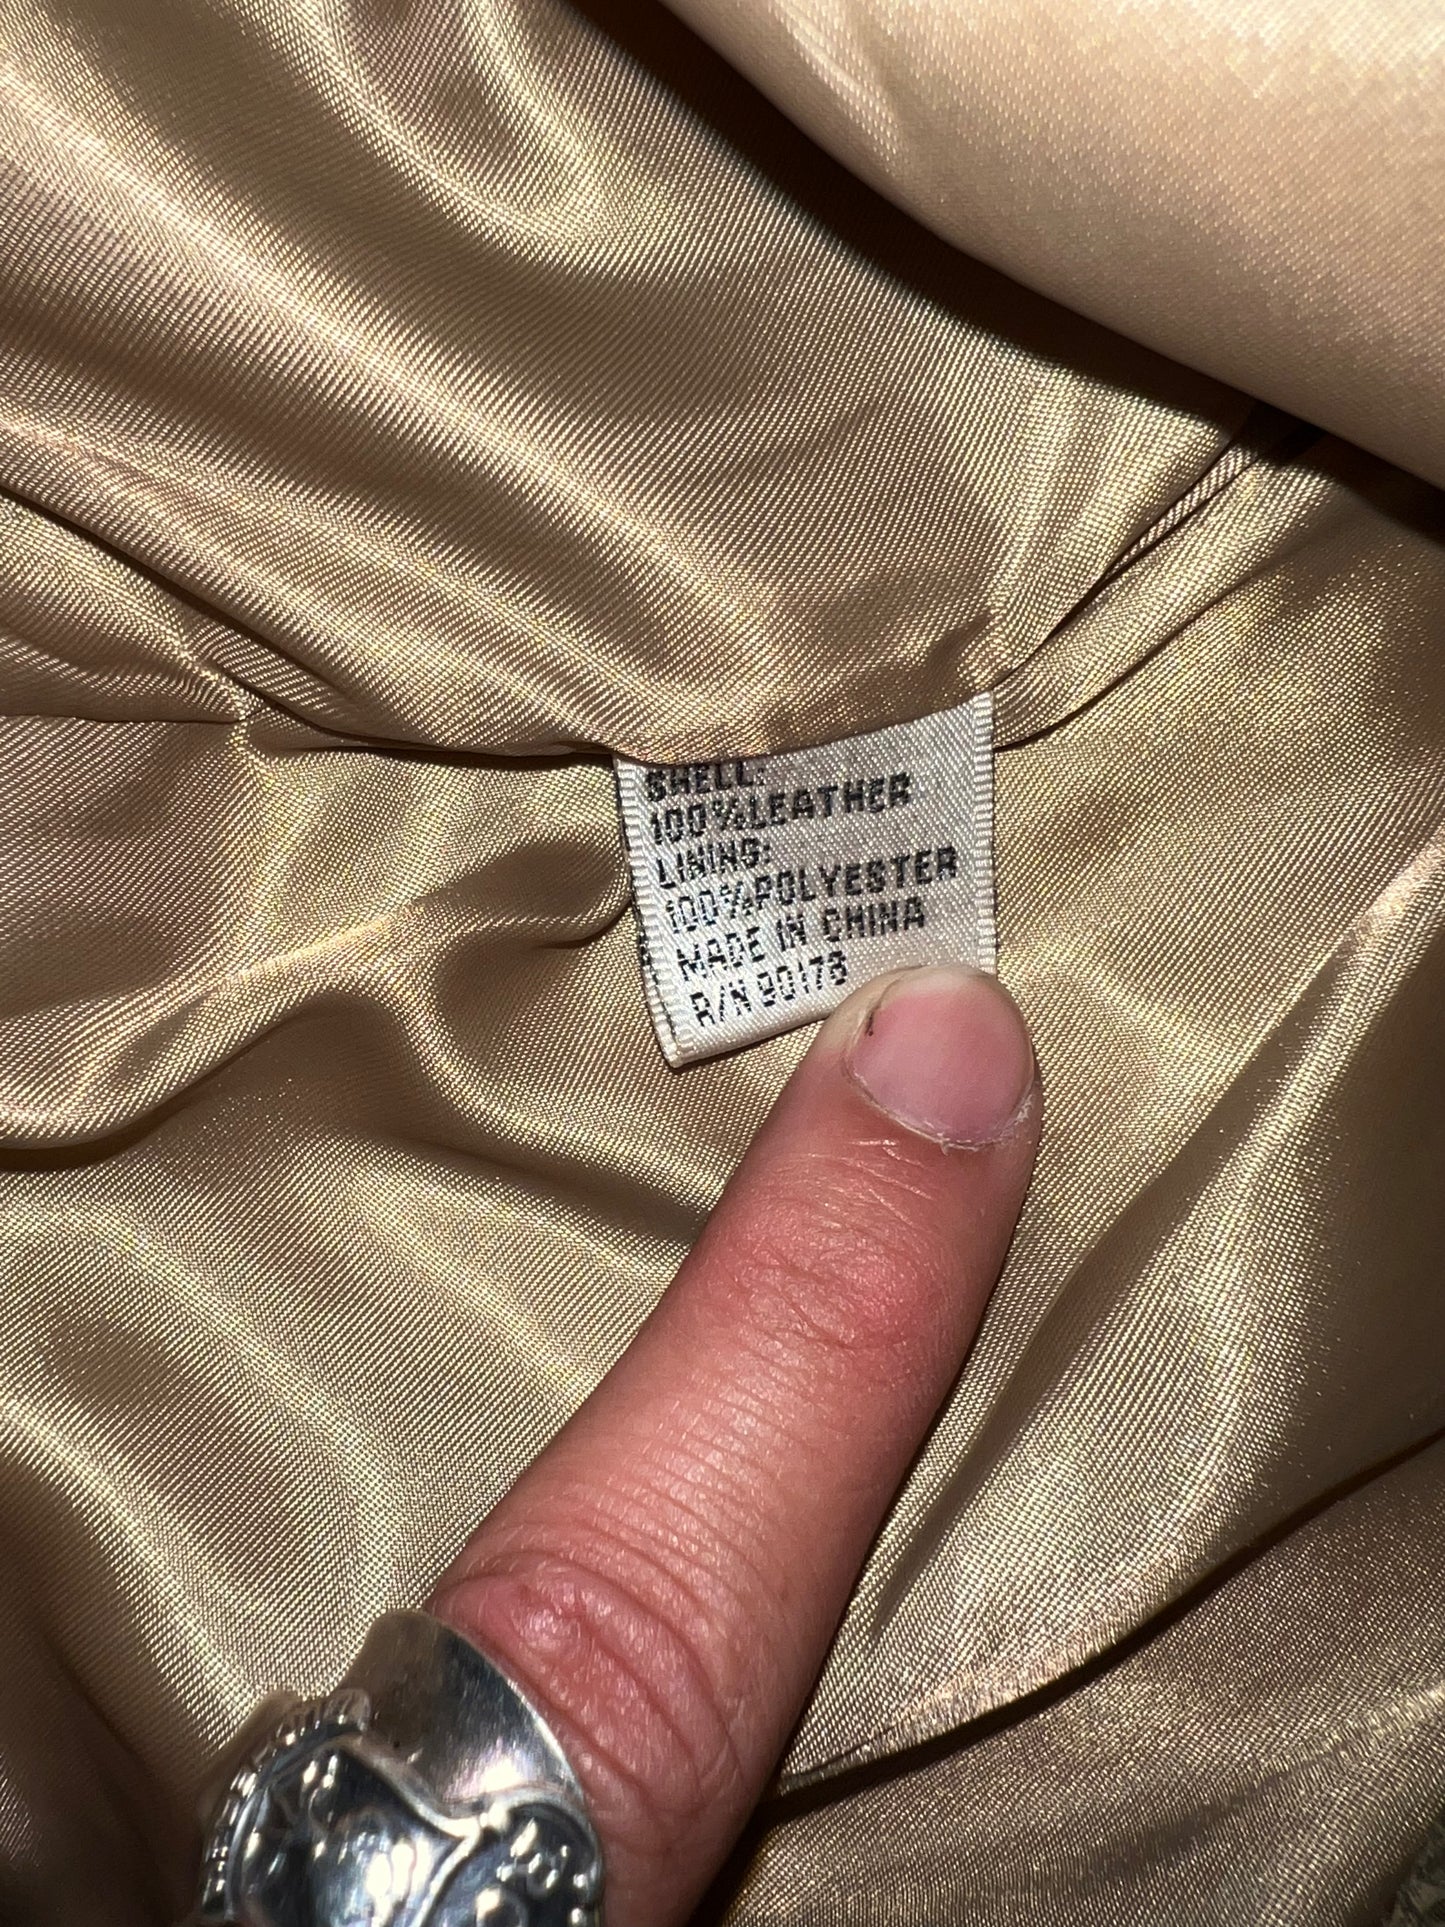 SHELL:
100%LEATHER
LINING:
100%POLYESTER
MADE IN CHINA
R/N 90178